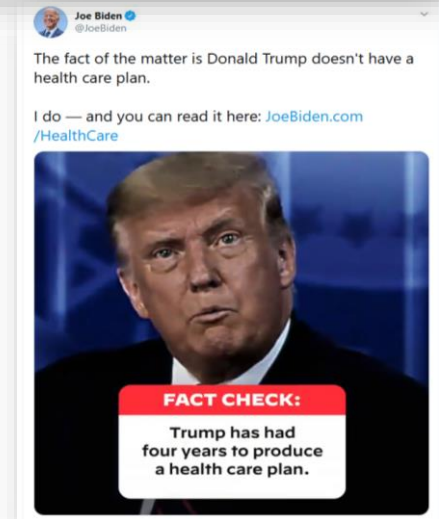 Joe Biden
@JoeBiden
The fact of the matter is Donald Trump doesn't have a
health care plan.
I do — and you can read it here: JoeBiden.com
/HealthCare
FACT CHECK:
Trump has had
four years to produce
a health care plan.